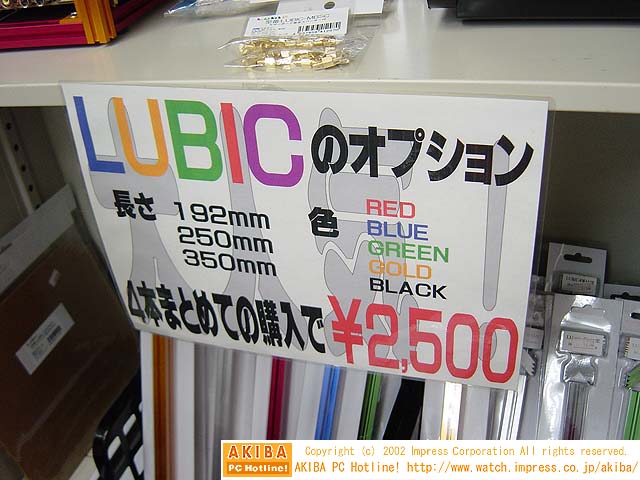 LUBICのオプション
長さ 192mm
250mm
350mm
色 RED
BLUE
GREEN
GOLD
BLACK
4本まとめての購入で ¥2,500
AKIBA
PC Hotline!
Copyright (c) 2002 Impress Corporation All rights reserved.
AKIBA PC Hotline! http://www.watch.impress.co.jp/akiba/